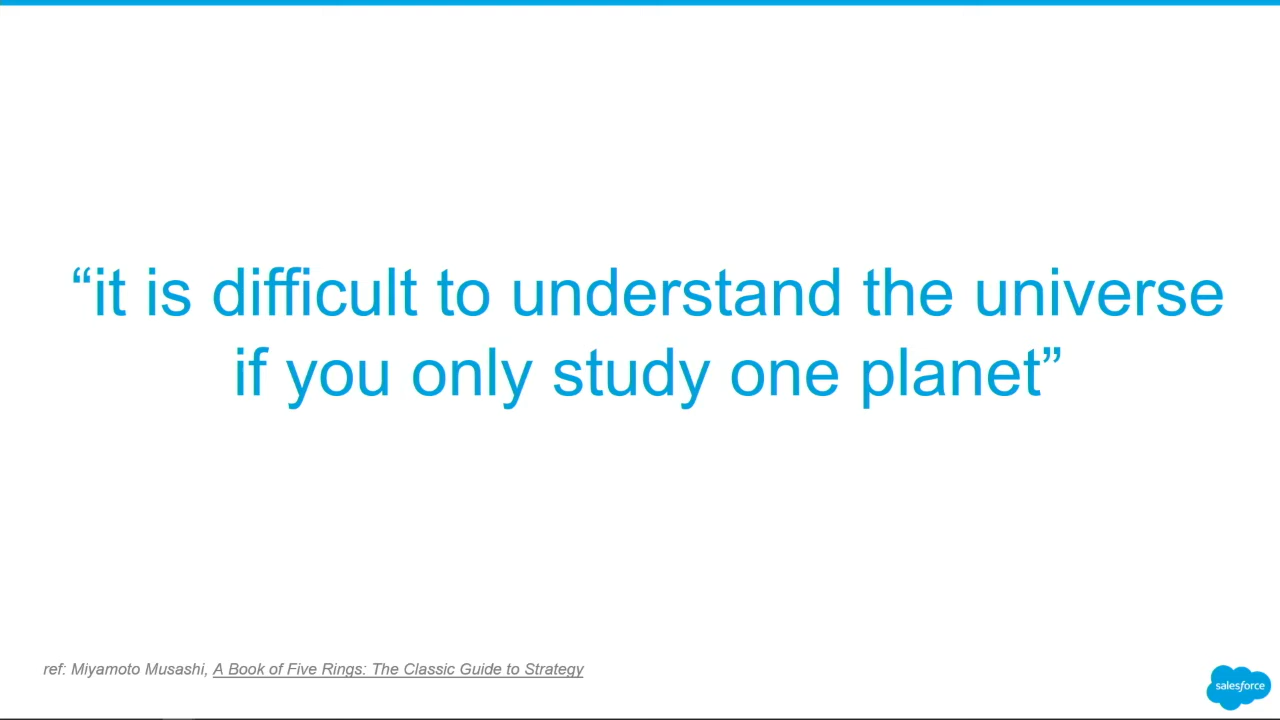 “it is difficult to understand the universe
if you only study one planet”
ref: Miyamoto Musashi, A Book of Five Rings: The Classic Guide to Strategy
salesforce